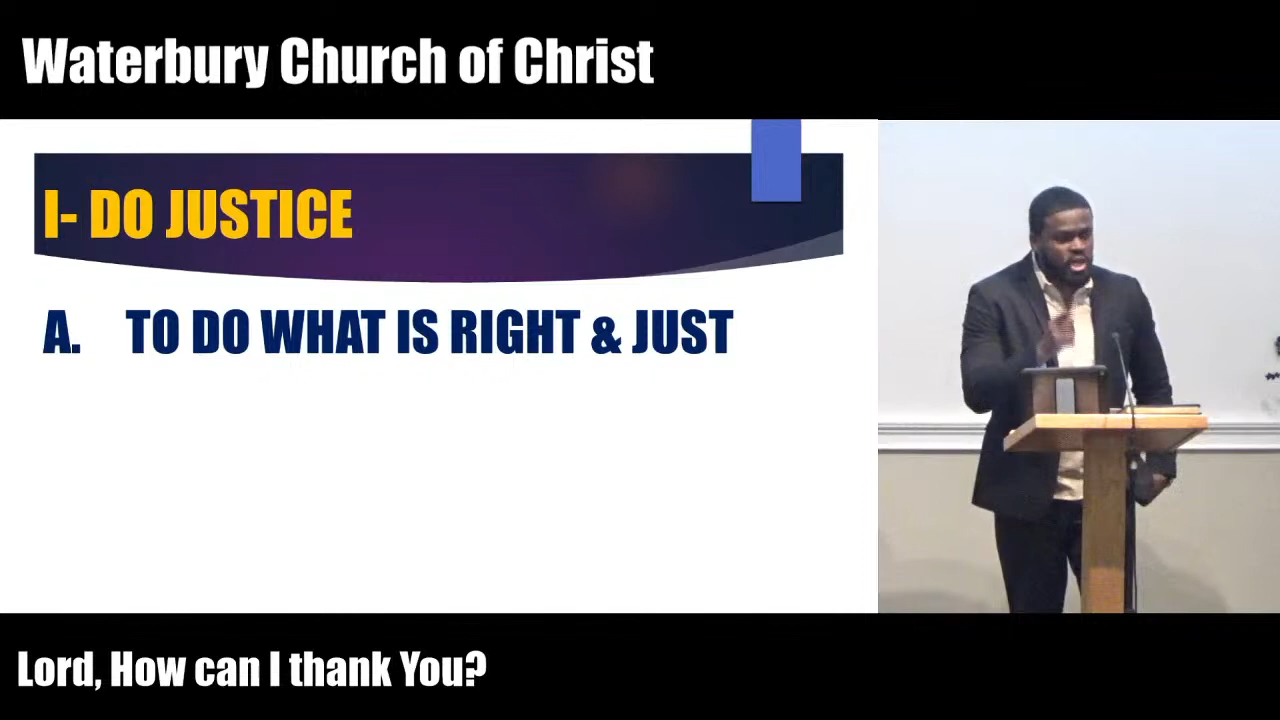 Waterbury Church of Christ
I- DO JUSTICE
A. TO DO WHAT IS RIGHT & JUST
Lord, How can I thank You?